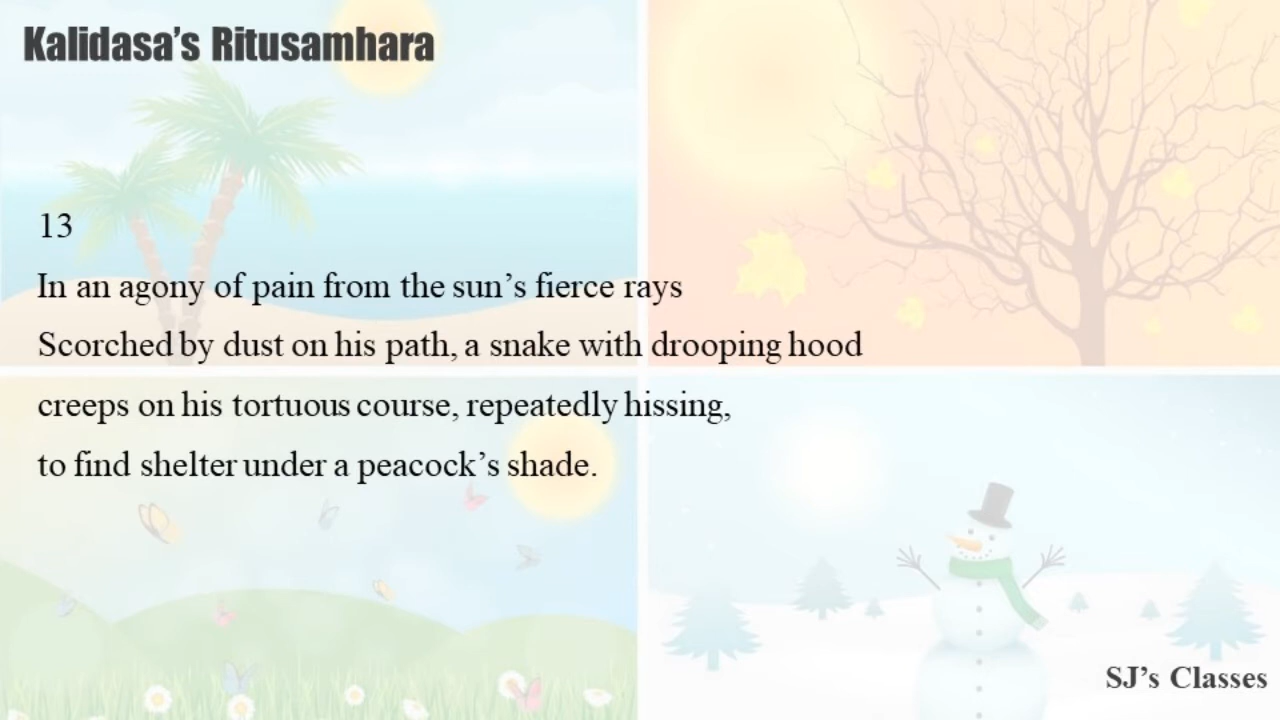 Kalidasa’s Ritusamhara
13
In an agony of pain from the sun’s fierce rays
Scorched by dust on his path, a snake with drooping hood
creeps on his tortuous course, repeatedly hissing,
to find shelter under a peacock’s shade.
SJ’s Classes